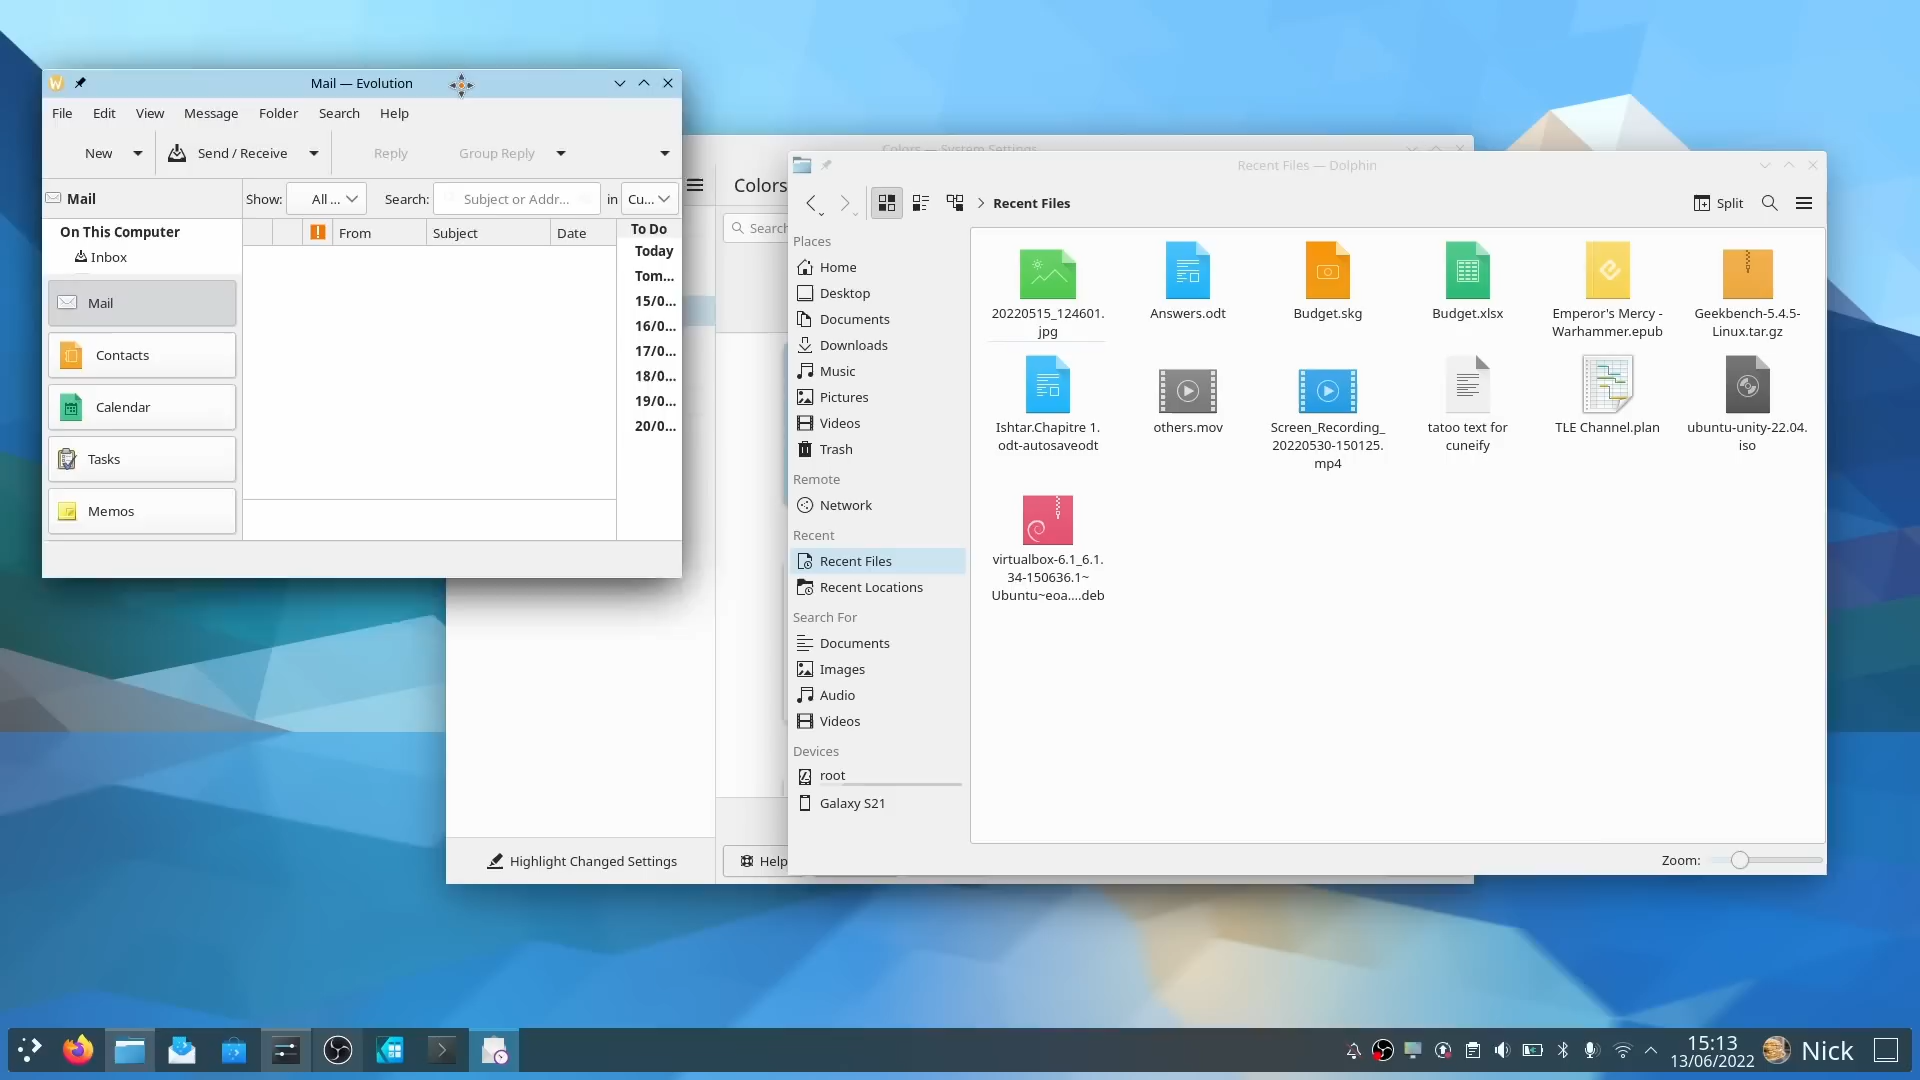 Mail — Evolution
File Edit View Message Folder Search Help
New Send / Receive Reply Group Reply
Mail Show: All ... Search: Subject or Addr... in Cu...
On This Computer
Inbox
From Subject Date
To Do
Today
Tom...
15/0...
16/0...
17/0...
18/0...
19/0...
20/0...
Mail
Contacts
Calendar
Tasks
Memos
Colors — System Settings
Colors
Search
Highlight Changed Settings
Help
Recent Files — Dolphin
Recent Files
Split
Places
Home
Desktop
Documents
Downloads
Music
Pictures
Videos
Trash
Remote
Network
Recent
Recent Files
Recent Locations
Search For
Documents
Images
Audio
Videos
Devices
root
Galaxy S21
20220515_124601.
jpg
Answers.odt
Budget.skg
Budget.xlsx
Emperor's Mercy -
Warhammer.epub
Geekbench-5.4.5-
Linux.tar.gz
Ishtar.Chapitre 1.
odt-autosaveodt
others.mov
Screen_Recording_
20220530-150125.
mp4
tatoo text for
cuneify
TLE Channel.plan
ubuntu-unity-22.04.
iso
virtualbox-6.1_6.1.
34-150636.1~
Ubuntu~eoa....deb
Zoom:
15:13
13/06/2022
Nick